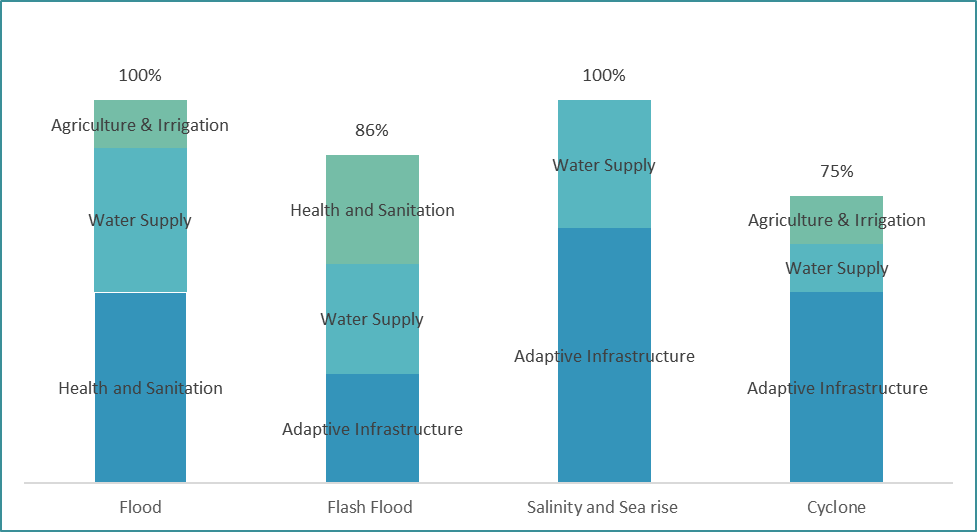 100%
Agriculture & Irrigation
Water Supply
Health and Sanitation
Flood
86%
Health and Sanitation
Water Supply
Adaptive Infrastructure
Flash Flood
100%
Water Supply
Adaptive Infrastructure
Salinity and Sea rise
75%
Agriculture & Irrigation
Water Supply
Adaptive Infrastructure
Cyclone